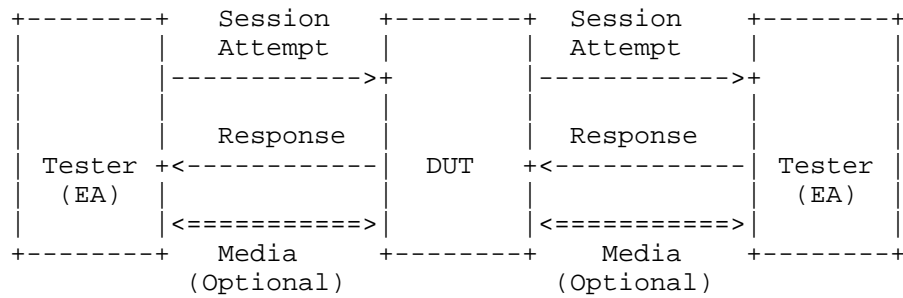 Session Session
Attempt Attempt
Response Response
Tester DUT Tester
(EA) (EA)
Media Media
(Optional) (Optional)